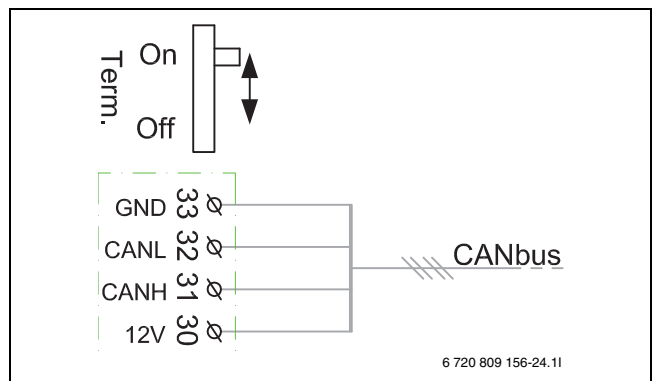 Term.
On
Off
GND 33
CANL 32
CANH 31
12V 30
CANbus
6 720 809 156-24.1I